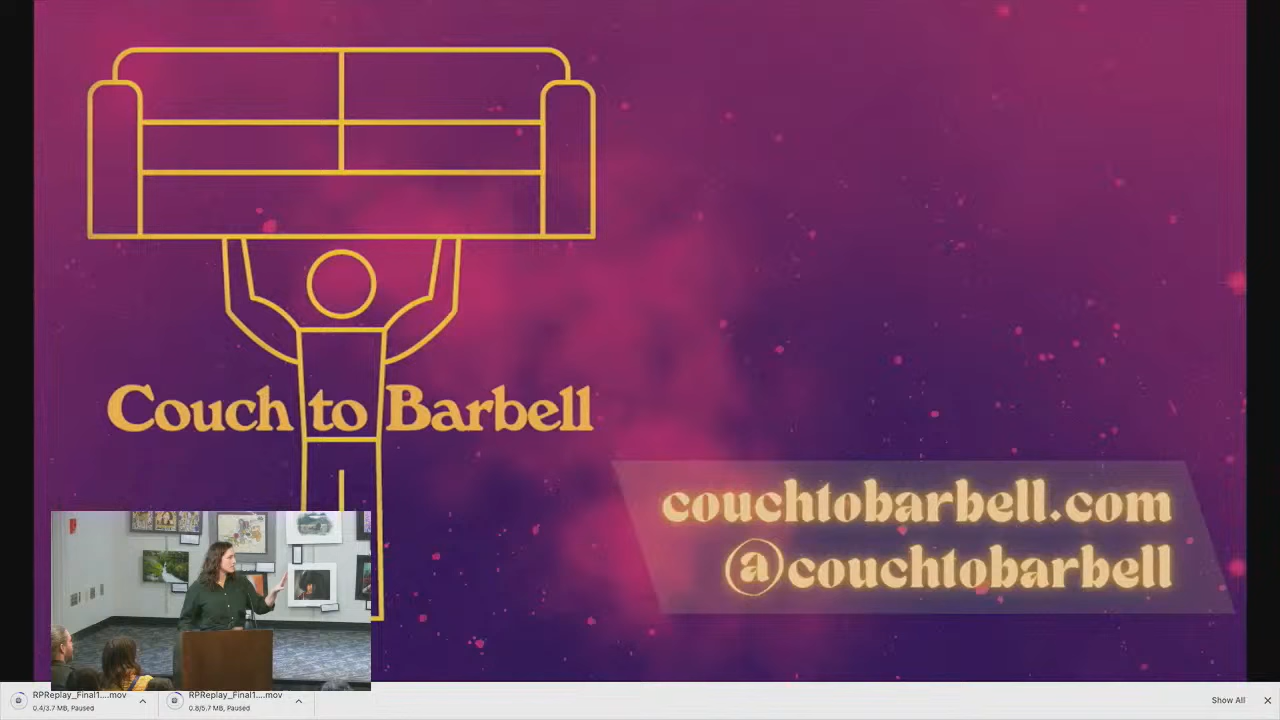 Couch to Barbell
couchtobarbell.com
@couchtobarbell
RPReplay_Final1....mov
0.4/3.7 MB, Paused
RPReplay_Final1....mov
0.8/5.7 MB, Paused
Show All